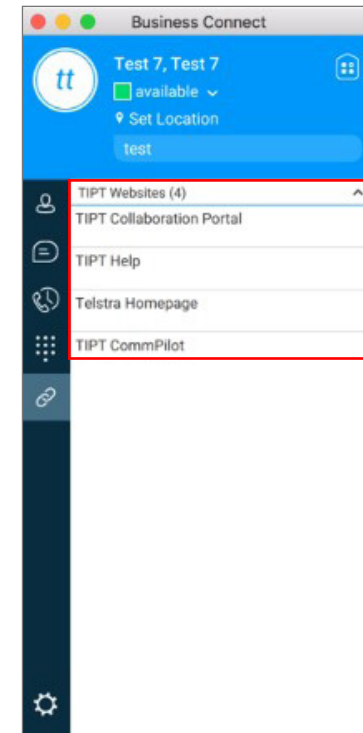 Business Connect
tt
Test 7, Test 7
available
Set Location
test
TIPT Websites (4)
TIPT Collaboration Portal
TIPT Help
Telstra Homepage
TIPT CommPilot